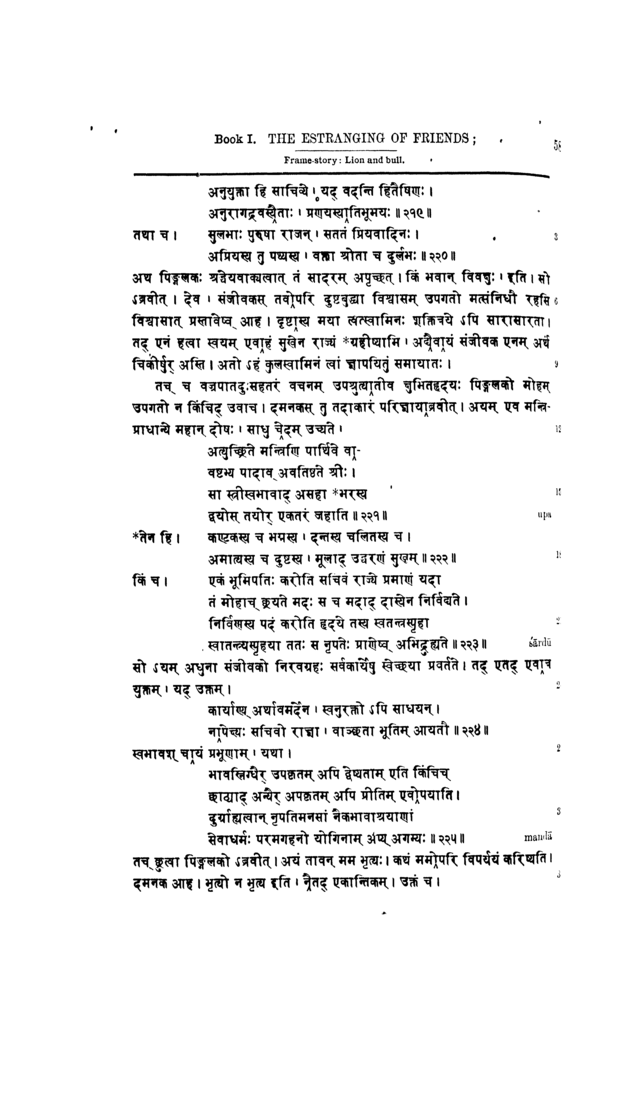 Book I. THE ESTRANGING OF FRIENDS;
Frame-story: Lion and bull.
अनुयुक्ता हि साचिव्ये । यद् वदन्ति हितैषिणः ।
अनुरागद्रवस्यैताः । प्रणयस्यातिभूमयः ॥ २१९॥
तथा च । सुलभाः पुरुषा राजन् । सततं प्रियवादिनः । 3
अप्रियस्य तु पथ्यस्य । वक्ता श्रोता च दुर्लभः ॥ २२०॥
अथ पिङ्गलकः श्रद्धेयवाक्यत्वात् तं सादरम् अपृच्छत् । किं भवान् विवक्षुः । इति । सो 6
ऽब्रवीत् । देव । संजीवकस् तवोपरि दुष्टबुद्ध्या विश्वासम् उपगतो मत्संनिधौ रहसि
विश्वासात् प्रस्तावेष्व् आह । दृष्टास्य मया त्वत्स्वामिनः शक्तित्रये ऽपि सारासारता ।
तद् एनं हत्वा स्वयम् एवाहं सुखेन राज्यं *ग्रहीष्यामि । अद्यैवायं संजीवक एनम् अर्थं
चिकीर्षुर् अस्ति । अतो ऽहं कुलस्वामिनं त्वां ज्ञापयितुं समायातः । 9
तच् च वज्रपातदुःसहतरं वचनम् उपश्रुत्यातीव क्षुभितहृदयः पिङ्गलको मोहम्
उपगतो न किंचिद् उवाच । दमनकस् तु तदाकारं परिज्ञायाब्रवीत् । अयम् एव मन्त्रि-
प्राधान्ये महान् दोषः । साधु चेदम् उच्यते । 12
अत्युच्छ्रिते मन्त्रिणि पार्थिवे वा-
वष्टभ्य पादाव् अवतिष्ठते श्रीः ।
सा स्त्रीस्वभावाद् असहा *भरस्य
द्वयोस् तयोर् एकतरं जहाति ॥ २२१॥ upa
*तेन हि । कण्टकस्य च भग्नस्य । दन्तस्य चलितस्य च ।
अमात्यस्य च दुष्टस्य । मूलाद् उद्धरणं सुखम् ॥ २२२॥
किं च । एकं भूमिपतिः करोति सचिवं राज्ये प्रमाणं यदा
तं मोहाच् छ्रयते मदः स च मदाद् दास्येन निर्विद्यते ।
निर्विण्णस्य पदं करोति हृदये तस्य स्वतन्त्रस्पृहा
स्वातन्त्र्यस्पृहया ततः स नृपतेः प्राणेष्व् अभिद्रुह्यते ॥ २२३॥ śārdū
सो ऽयम् अधुना संजीवको निरवग्रहः सर्वकार्येषु स्वेच्छया प्रवर्तते । तद् एतद् एवात्र
युक्तम् । यद् उक्तम् ।
कार्याण्य् अर्थावमर्देन । स्वनुरक्तो ऽपि साधयन् ।
नापेक्ष्यः सचिवो राज्ञा । वाञ्छता भूतिम् आयतौ ॥ २२४॥
स्वभावश् चायं प्रभूणाम् । यथा ।
भावस्निग्धैर् उपकृतम् अपि द्वेष्यताम् एति किंचिच्
छाठ्याद् अन्यैर् अपकृतम् अपि प्रीतिम् एवोपयाति ।
दुर्ग्राह्यत्वान् नृपतिमनसां नैकभावाश्रयाणां
सेवाधर्मः परमगहनो योगिनाम् अप्य् अगम्यः ॥ २२५॥ mandā
तच् छ्रुत्वा पिङ्गलको ऽब्रवीत् । अयं तावन् मम भृत्यः । कथं ममोपरि विपर्ययं करिष्यति ।
दमनक आह । भृत्यो न भृत्य इति । नैतद् एकान्तिकम् । उक्तं च ।